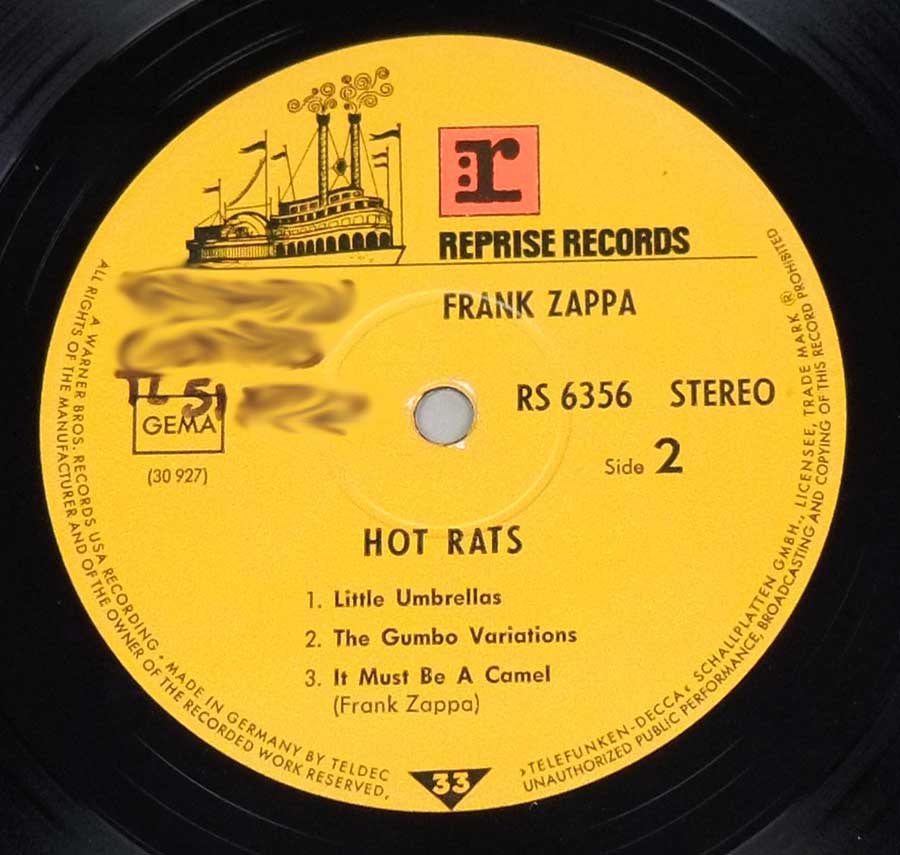 r
REPRISE RECORDS
FRANK ZAPPA
RS 6356 STEREO
GEMA
(30 927)
Side 2
HOT RATS
1. Little Umbrellas
2. The Gumbo Variations
3. It Must Be A Camel
(Frank Zappa)
33
A WARNER BROS. RECORDS USA RECORDING • MADE IN GERMANY BY TELDEC
›TELEFUNKEN-DECCA‹ SCHALLPLATTEN GMBH., LICENSEE, TRADE MARK ®
ALL RIGHTS OF THE MANUFACTURER AND OF THE OWNER OF THE RECORDED WORK RESERVED,
UNAUTHORIZED PUBLIC PERFORMANCE, BROADCASTING AND COPYING OF THIS RECORD PROHIBITED